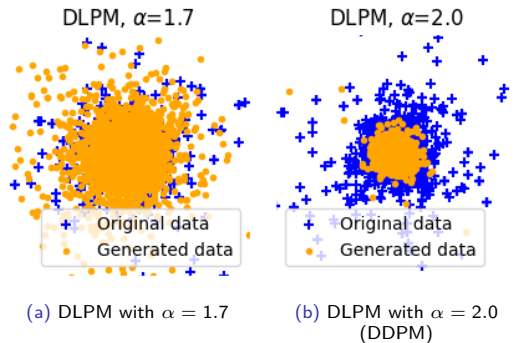 DLPM, α=1.7
Original data
Generated data
(a) DLPM with α = 1.7
DLPM, α=2.0
Original data
Generated data
(b) DLPM with α = 2.0
(DDPM)